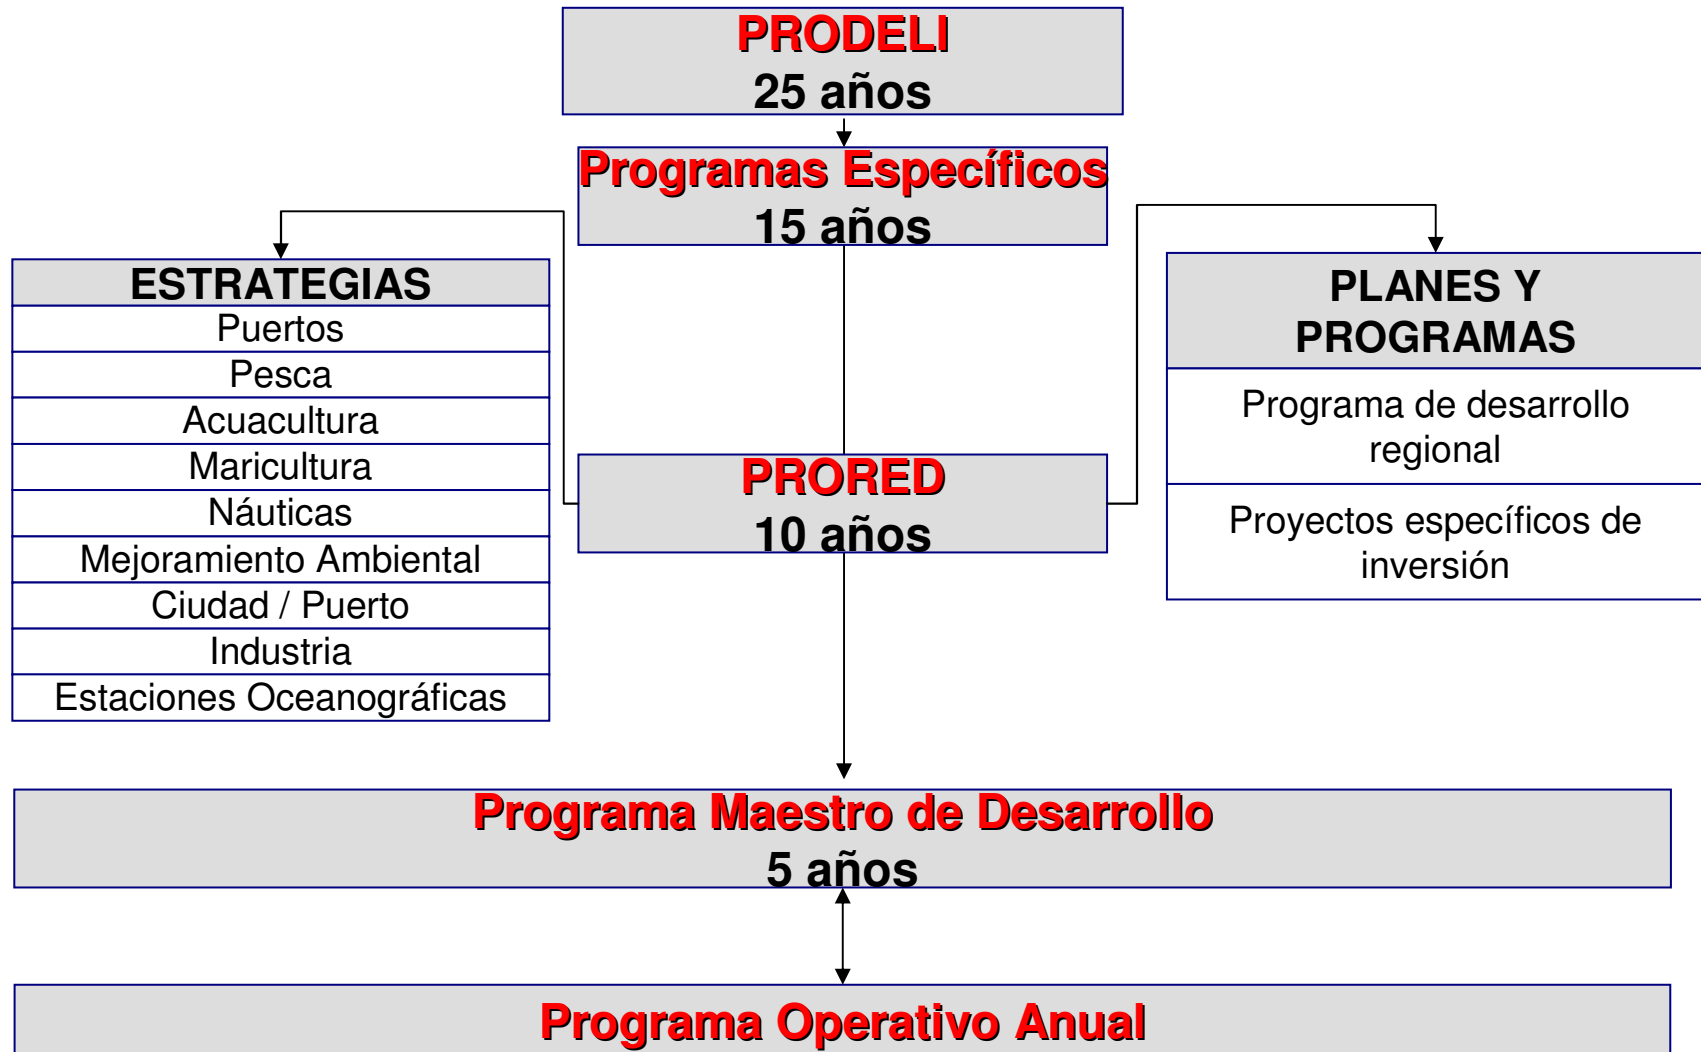 PRODELI
25 años
Programas Específicos
15 años
ESTRATEGIAS
Puertos
Pesca
Acuacultura
Maricultura
Náuticas
Mejoramiento Ambiental
Ciudad / Puerto
Industria
Estaciones Oceanográficas
PRORED
10 años
PLANES Y
PROGRAMAS
Programa de desarrollo
regional
Proyectos específicos de
inversión
Programa Maestro de Desarrollo
5 años
Programa Operativo Anual